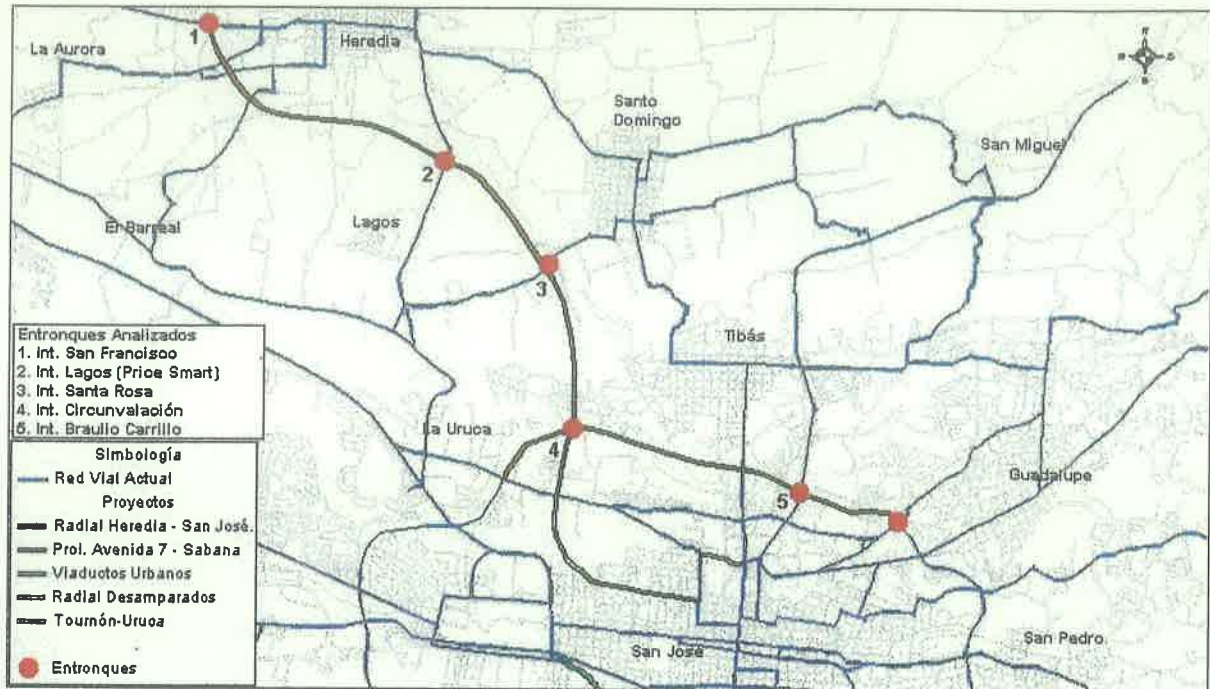 1
La Aurora
Heredia
Santo
Domingo
San Miguel
2
Lagos
El Barreal
3
Tibás
Entronques Analizados
1. Int. San Francisco
2. Int. Lagos (Price Smart)
3. Int. Santa Rosa
4. Int. Circunvalación
5. Int. Braulio Carrillo
La Uruca
4
5
Guadalupe
Simbología
Red Vial Actual
Proyectos
Radial Heredia - San José.
Prol. Avenida 7 - Sabana
Viaductos Urbanos
Radial Desamparados
Tournón-Uruca
Entronques
San José
San Pedro